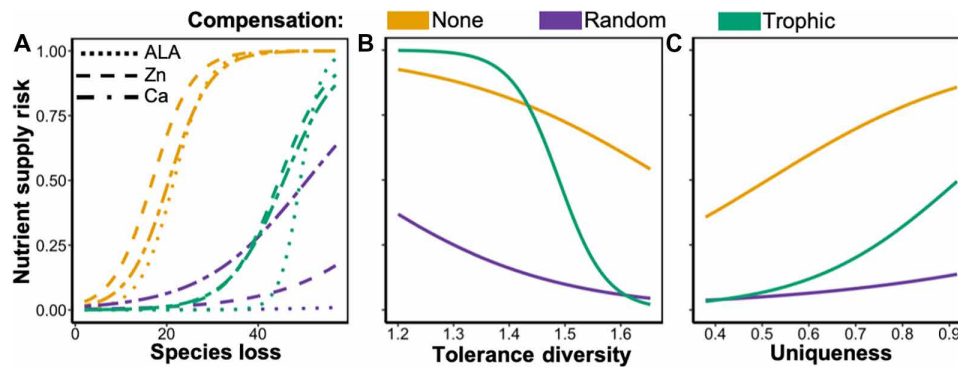 Compensation: None Random Trophic
A B C
Nutrient supply risk
1.00
0.75
0.50
0.25
0.00
ALA
Zn
Ca
0 20 40
Species loss
1.2 1.3 1.4 1.5 1.6
Tolerance diversity
0.4 0.5 0.6 0.7 0.8 0.9
Uniqueness